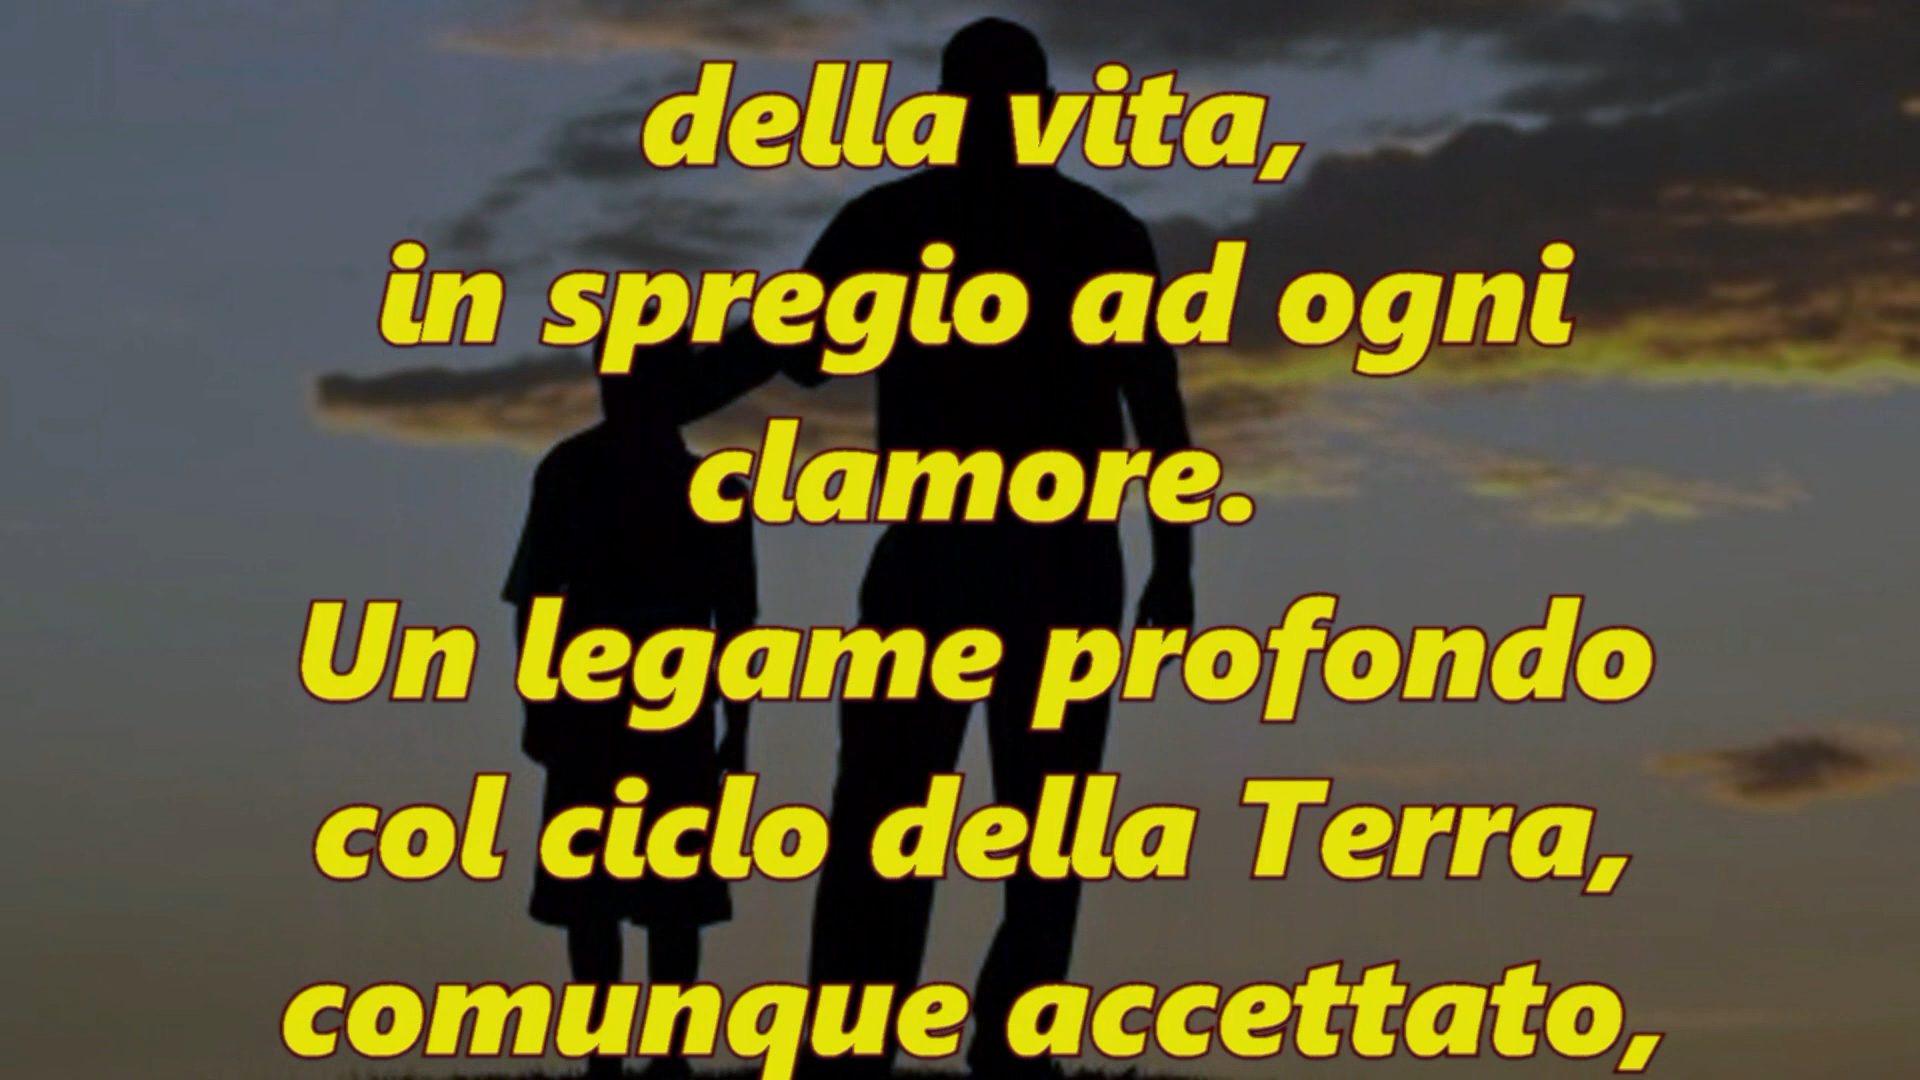 della vita,
in spregio ad ogni
clamore.
Un legame profondo
col ciclo della Terra,
comunque accettato,